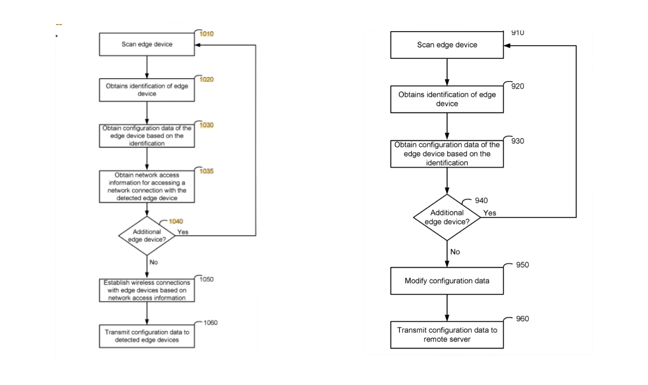 1010
Scan edge device
1020
Obtains identification of edge
device
1030
Obtain configuration data of the
edge device based on the
identification
1035
Obtain network access
information for accessing a
network connection with the
detected edge device
1040
Additional
edge device?
Yes
No
1050
Establish wireless connections
with edge devices based on
network access information
1060
Transmit configuration data to
detected edge devices
910
Scan edge device
920
Obtains identification of edge
device
930
Obtain configuration data of the
edge device based on the
identification
940
Additional
edge device?
Yes
No
950
Modify configuration data
960
Transmit configuration data to
remote server